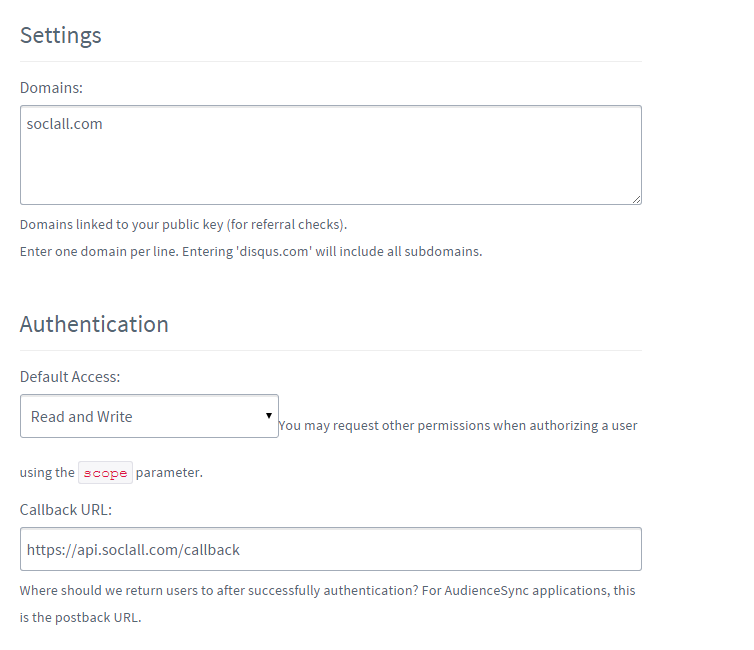 Settings
Domains:
soclall.com
Domains linked to your public key (for referral checks).
Enter one domain per line. Entering 'disqus.com' will include all subdomains.
Authentication
Default Access:
Read and Write
You may request other permissions when authorizing a user
using the scope parameter.
Callback URL:
https://api.soclall.com/callback
Where should we return users to after successfully authentication? For AudienceSync applications, this
is the postback URL.